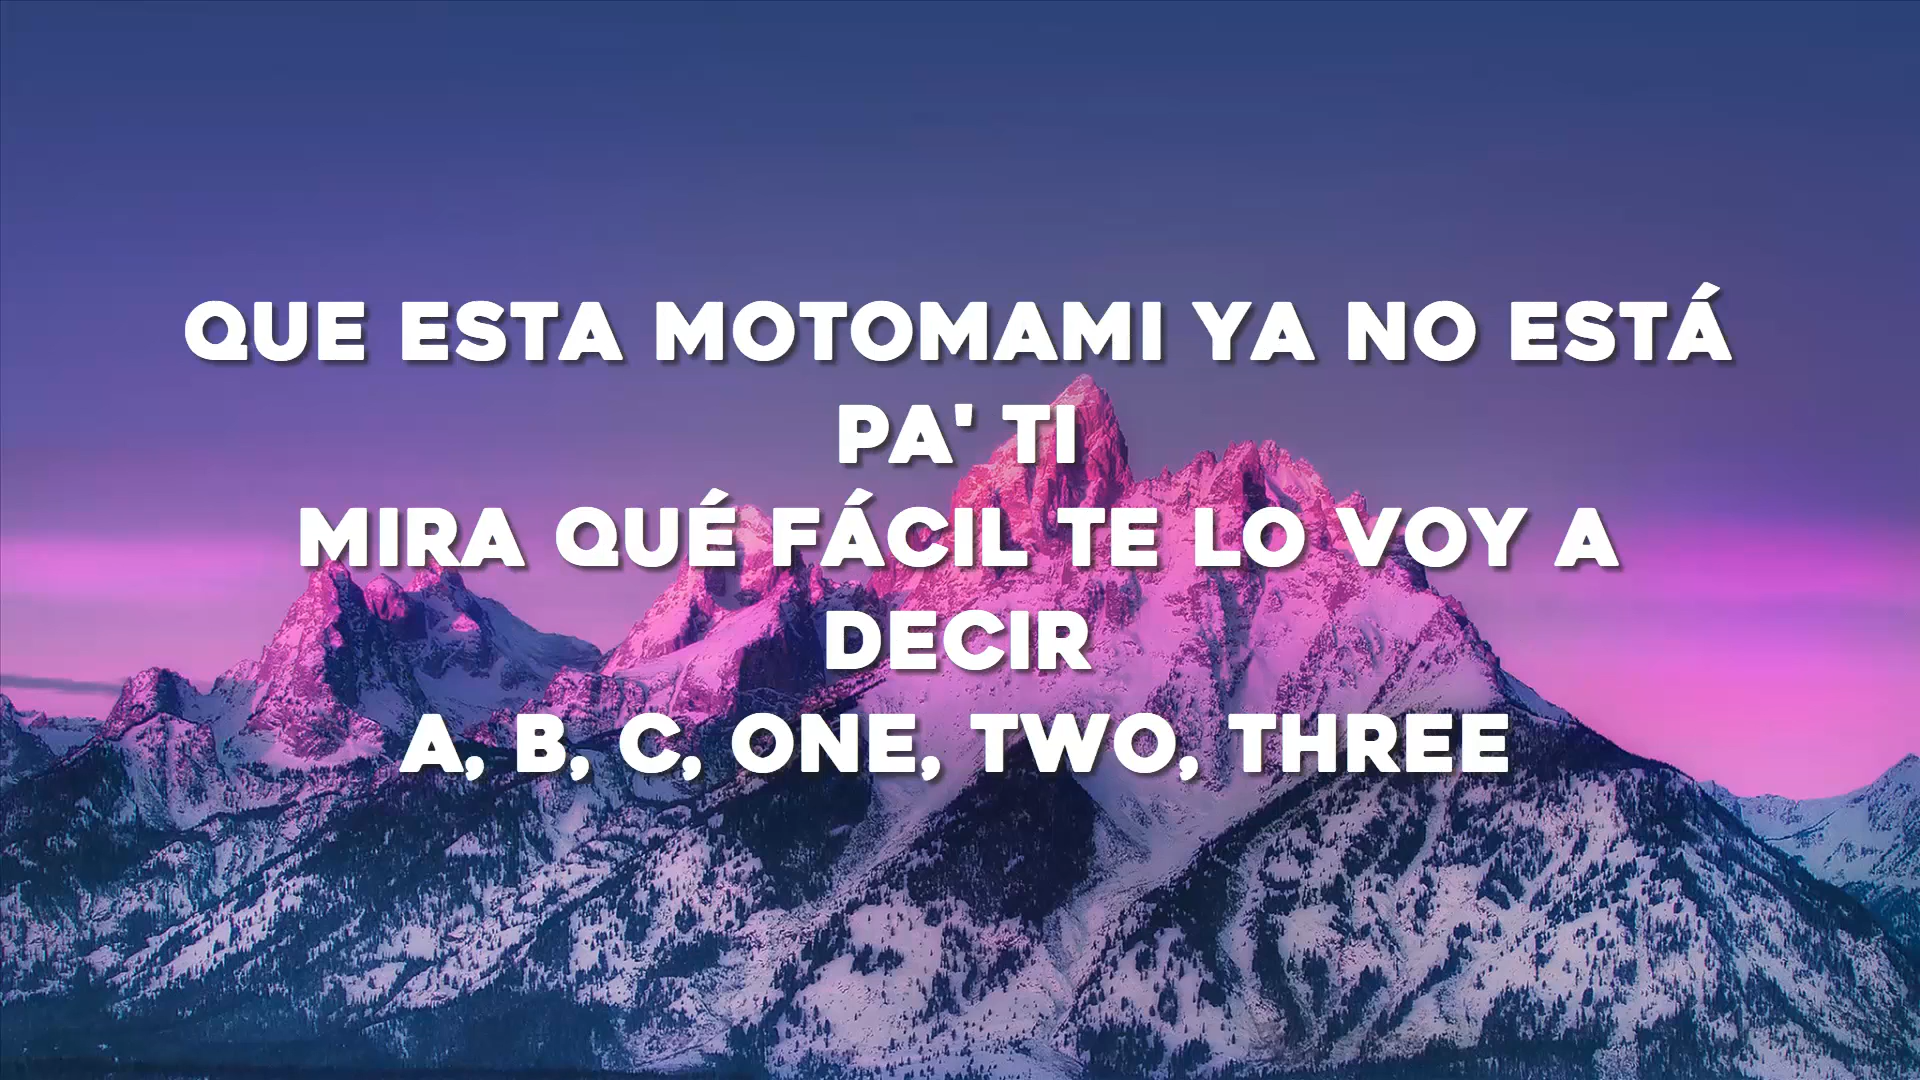 QUE ESTA MOTOMAMI YA NO ESTÁ
PA' TI
MIRA QUÉ FÁCIL TE LO VOY A
DECIR
A, B, C, ONE, TWO, THREE